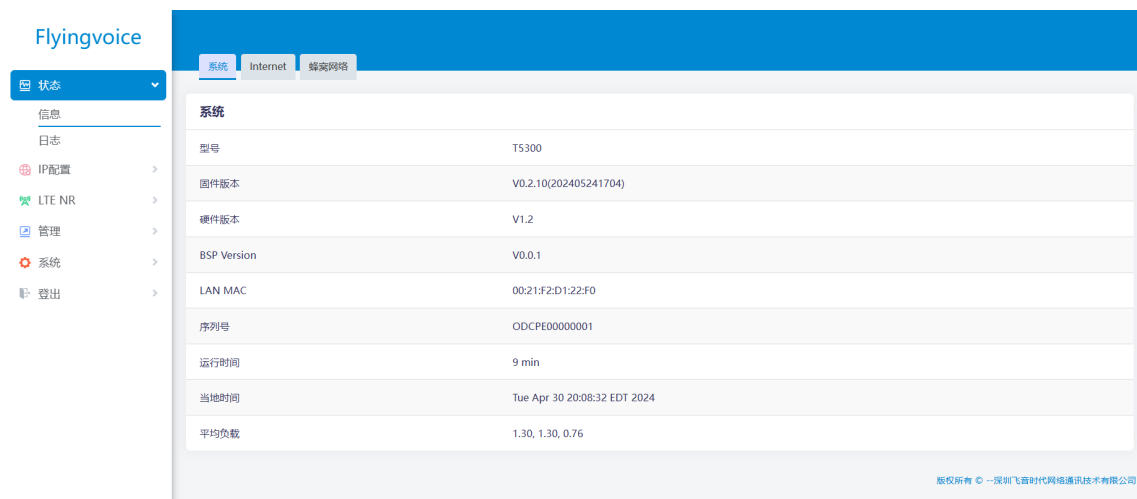 Flyingvoice
系统 Internet 蜂窝网络
状态
信息
日志
IP配置
LTE NR
管理
系统
登出
系统
型号 T5300
固件版本 V0.2.10(202405241704)
硬件版本 V1.2
BSP Version V0.0.1
LAN MAC 00:21:F2:D1:22:F0
序列号 ODCPE00000001
运行时间 9 min
当地时间 Tue Apr 30 20:08:32 EDT 2024
平均负载 1.30, 1.30, 0.76
版权所有 © --深圳飞音时代网络通讯技术有限公司